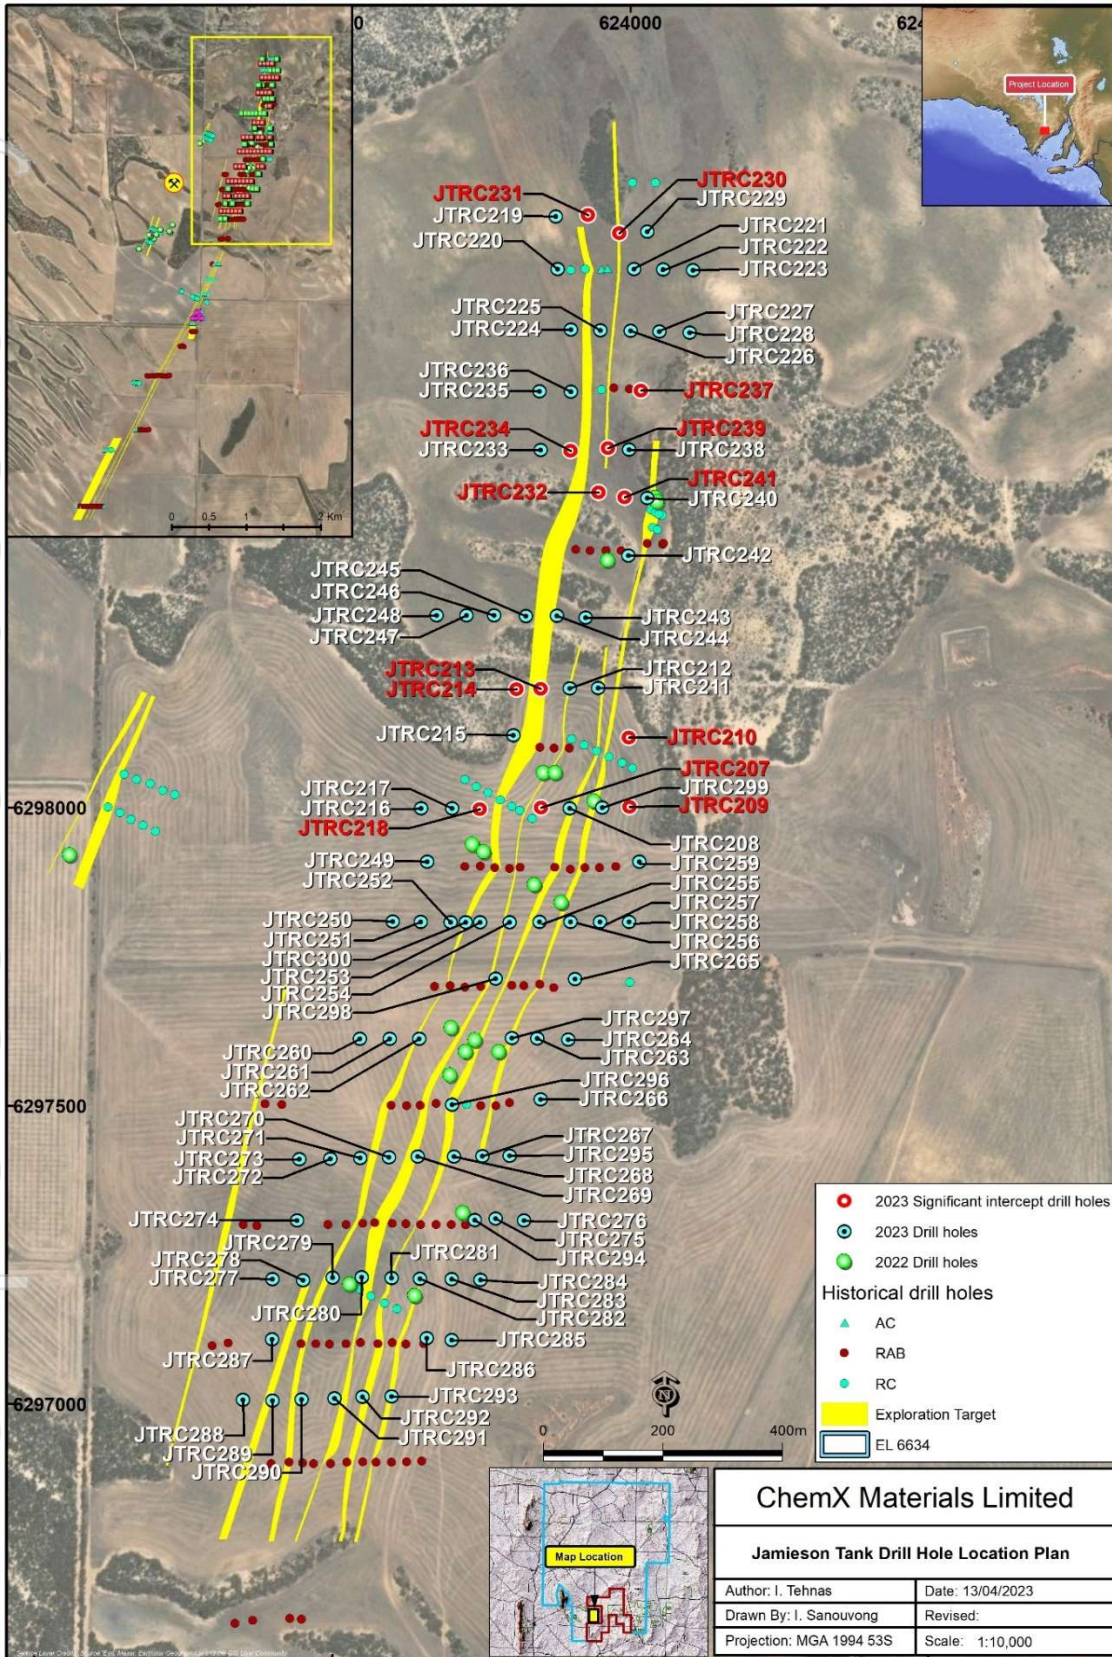 0
624000
624
Project Location
JTRC231
JTRC230
JTRC219
JTRC229
JTRC221
JTRC220
JTRC222
JTRC223
JTRC225
JTRC227
JTRC224
JTRC228
JTRC226
JTRC236
JTRC235
JTRC237
JTRC234
JTRC239
JTRC233
JTRC238
JTRC232
JTRC241
JTRC240
0 0.5 1 2 Km
JTRC242
JTRC245
JTRC246
JTRC248
JTRC243
JTRC247
JTRC244
JTRC213
JTRC212
JTRC214
JTRC211
JTRC215
JTRC210
JTRC207
JTRC217
JTRC299
6298000
JTRC216
JTRC209
JTRC218
JTRC208
JTRC249
JTRC259
JTRC252
JTRC255
JTRC257
JTRC250
JTRC258
JTRC251
JTRC256
JTRC300
JTRC253
JTRC265
JTRC254
JTRC298
JTRC297
JTRC260
JTRC264
JTRC261
JTRC263
JTRC262
JTRC296
6297500
JTRC266
JTRC270
JTRC271
JTRC267
JTRC273
JTRC295
JTRC272
JTRC268
JTRC269
JTRC274
JTRC276
JTRC275
JTRC279
JTRC281
JTRC294
JTRC278
JTRC277
JTRC284
JTRC283
JTRC280
JTRC282
JTRC287
JTRC285
JTRC286
6297000
JTRC293
JTRC292
JTRC288
JTRC291
JTRC289
JTRC290
N
0 200 400m
2023 Significant intercept drill holes
2023 Drill holes
2022 Drill holes
Historical drill holes
AC
RAB
RC
Exploration Target
EL 6634
Map Location
ChemX Materials Limited
Jamieson Tank Drill Hole Location Plan
Author: I. Tehnas
Date: 13/04/2023
Drawn By: I. Sanouvong
Revised:
Projection: MGA 1994 53S
Scale: 1:10,000